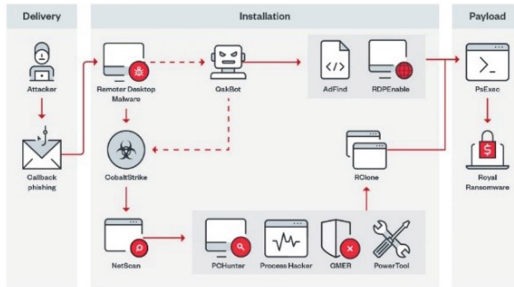 Delivery
Installation
Payload
Attacker
Remoter Desktop
Malware
QakBot
</>
AdFind
RDPEnable
>_
PsExec
Callback
phishing
CobaltStrike
RClone
$
Royal
Ransomware
NetScan
PCHunter
Process Hacker
GMER
PowerTool